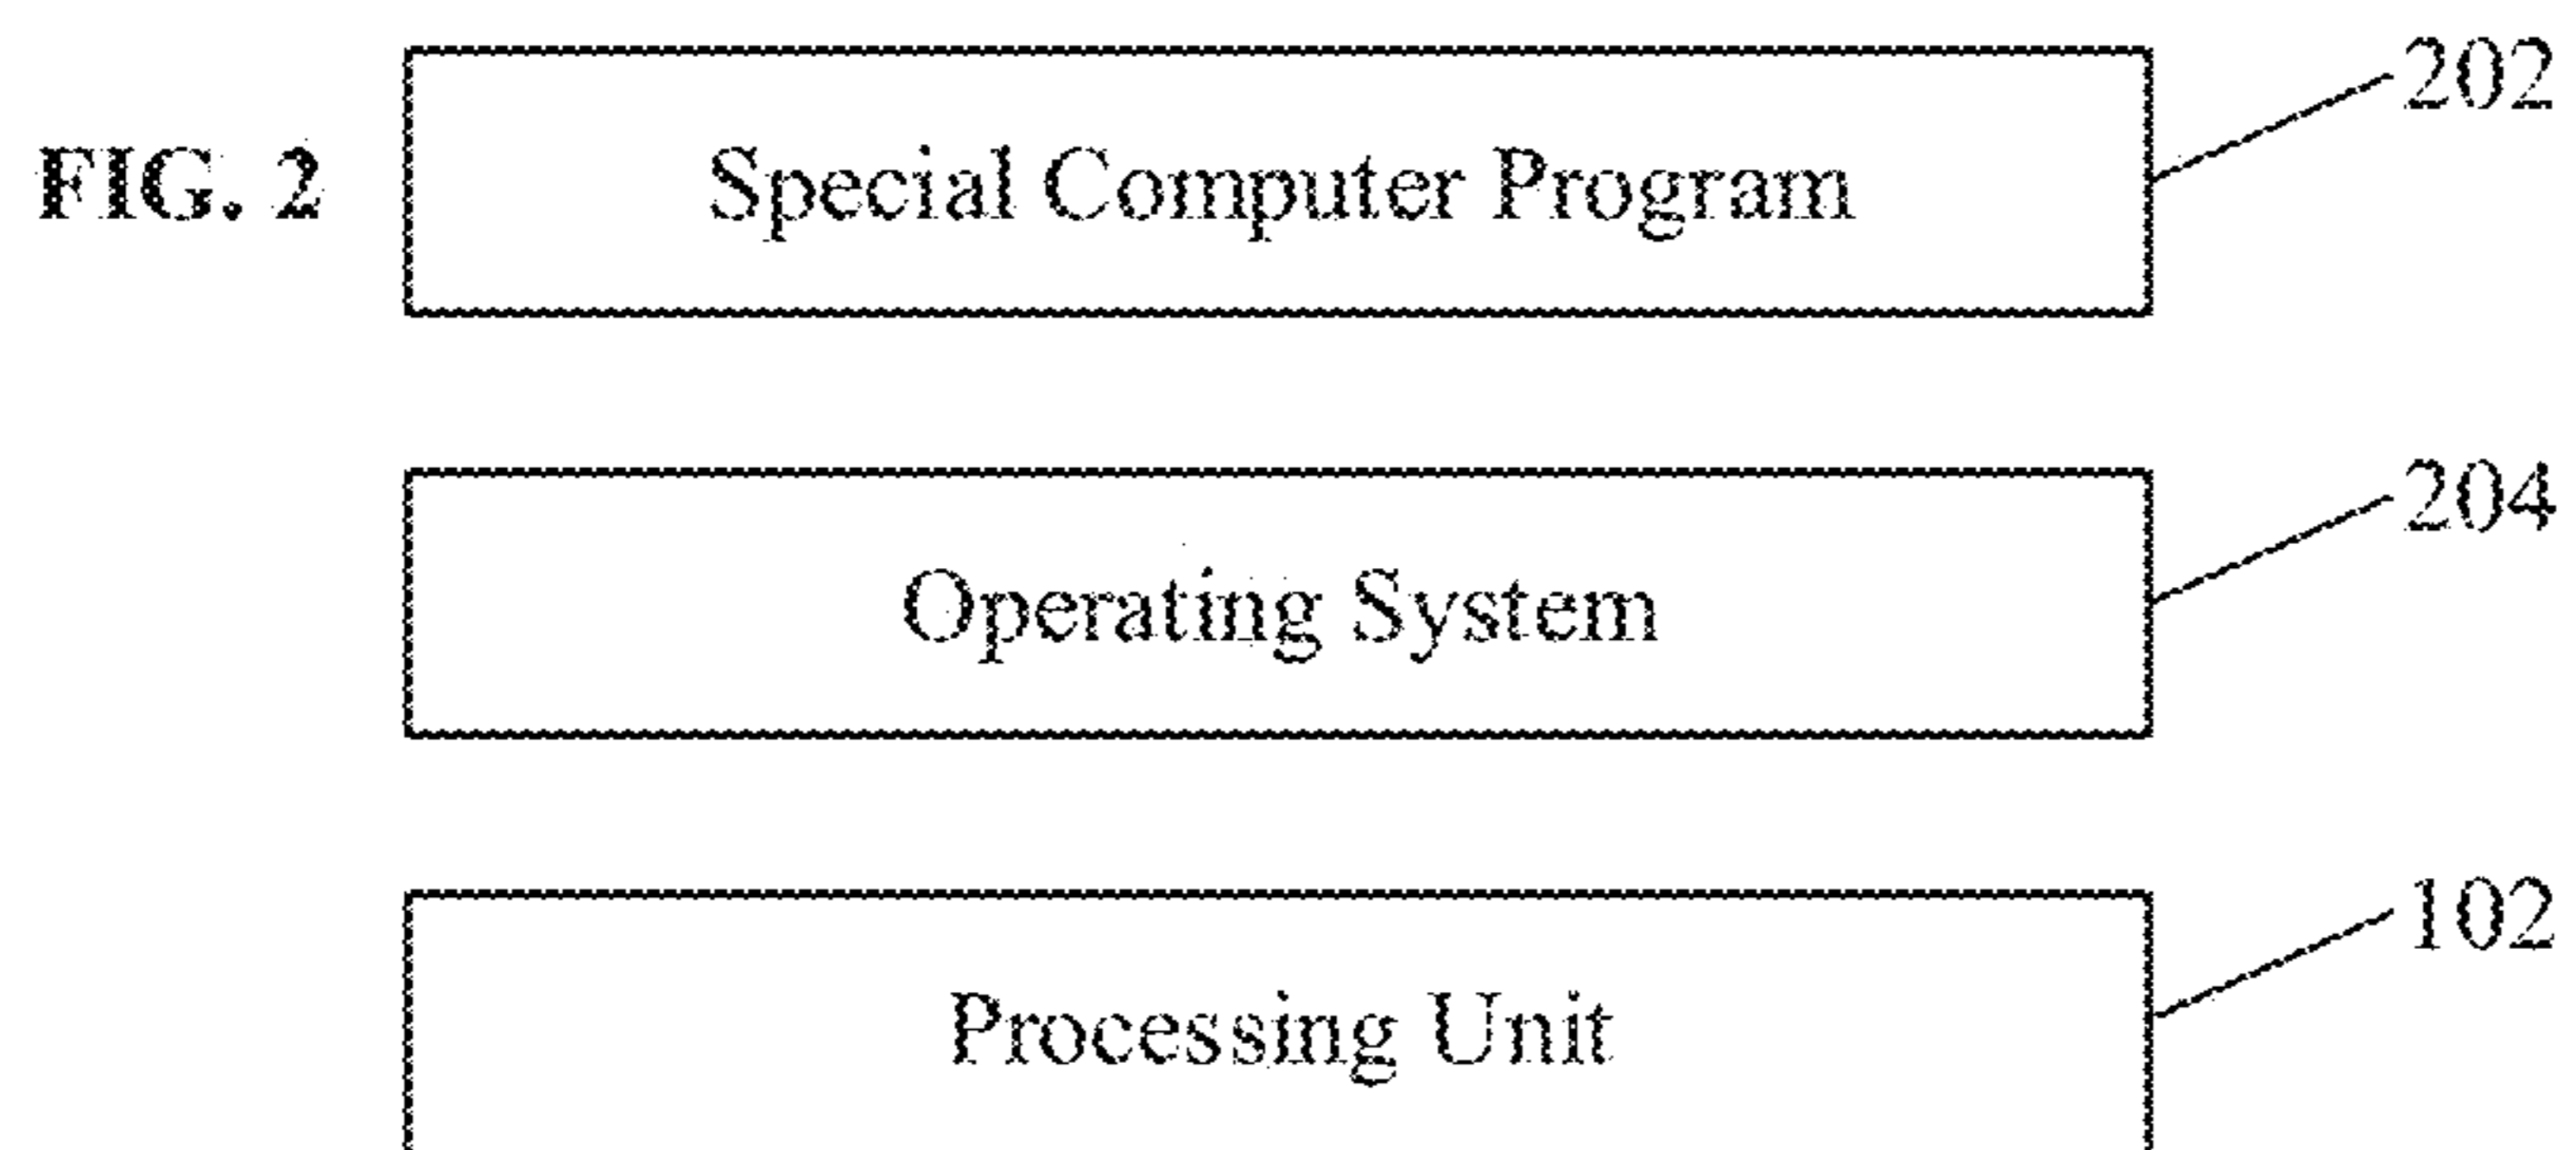 202
FIG. 2
Special Computer Program
204
Operating System
102
Processing Unit